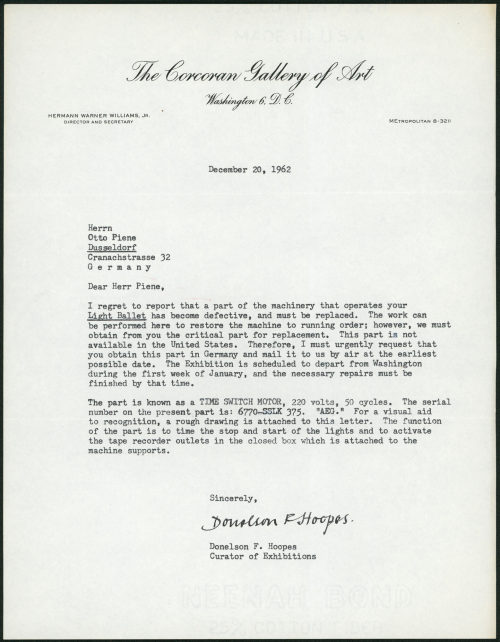 The Corcoran Gallery of Art
Washington 6, D.C.
HERMANN WARNER WILLIAMS, JR.
DIRECTOR AND SECRETARY
METROPOLITAN 8-3211
December 20, 1962
Herrn
Otto Piene
Dusseldorf
Cranachstrasse 32
G e r m a n y
Dear Herr Piene,
I regret to report that a part of the machinery that operates your
Light Ballet has become defective, and must be replaced. The work can
be performed here to restore the machine to running order; however, we must
obtain from you the critical part for replacement. This part is not
available in the United States. Therefore, I must urgently request that
you obtain this part in Germany and mail it to us by air at the earliest
possible date. The Exhibition is scheduled to depart from Washington
during the first week of January, and the necessary repairs must be
finished by that time.
The part is known as a TIME SWITCH MOTOR, 220 volts, 50 cycles. The serial
number on the present part is: 6770-SSLK 375. "AEG." For a visual aid
to recognition, a rough drawing is attached to this letter. The function
of the part is to time the stop and start of the lights and to activate
the tape recorder outlets in the closed box which is attached to the
machine supports.
Sincerely,
Donelson F. Hoopes.
Donelson F. Hoopes
Curator of Exhibitions
NEENAH BOND